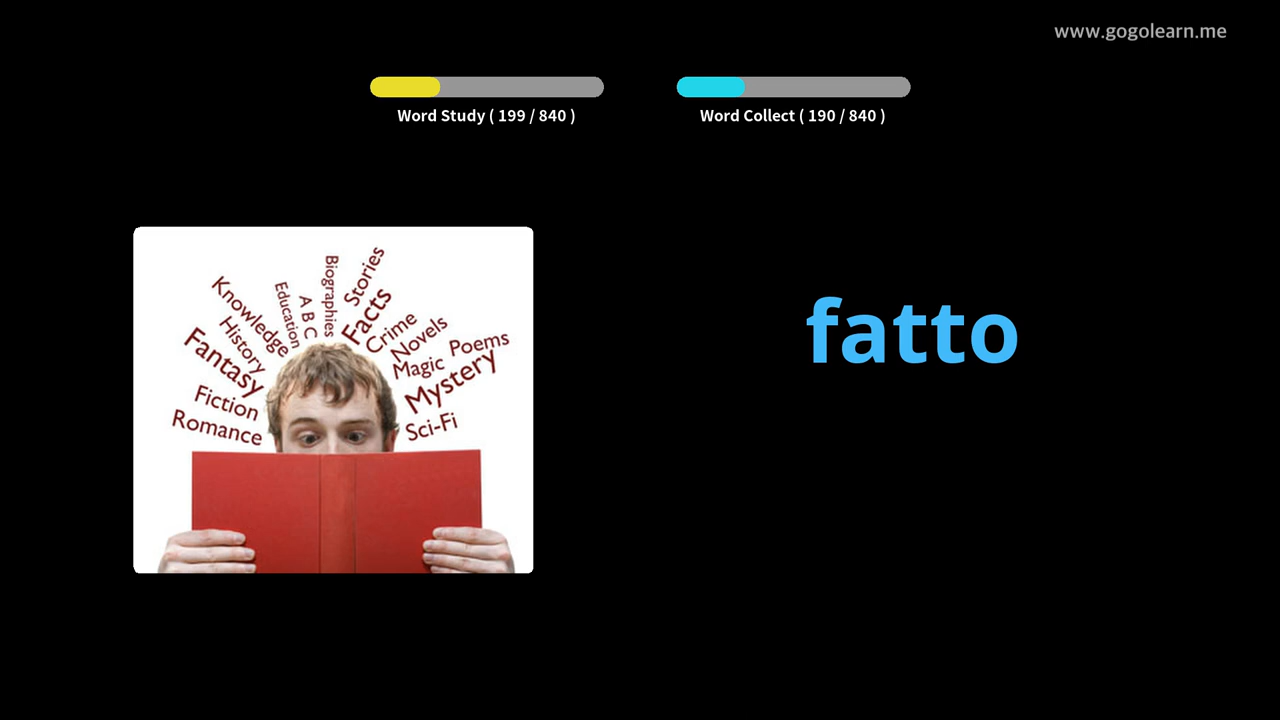 www.gogolearn.me
Word Study ( 199 / 840 )
Word Collect ( 190 / 840 )
fatto
Biographies
Stories
Education
A B C
Facts
Knowledge
Crime
History
Novels
Fantasy
Magic
Poems
Mystery
Fiction
Romance
Sci-Fi